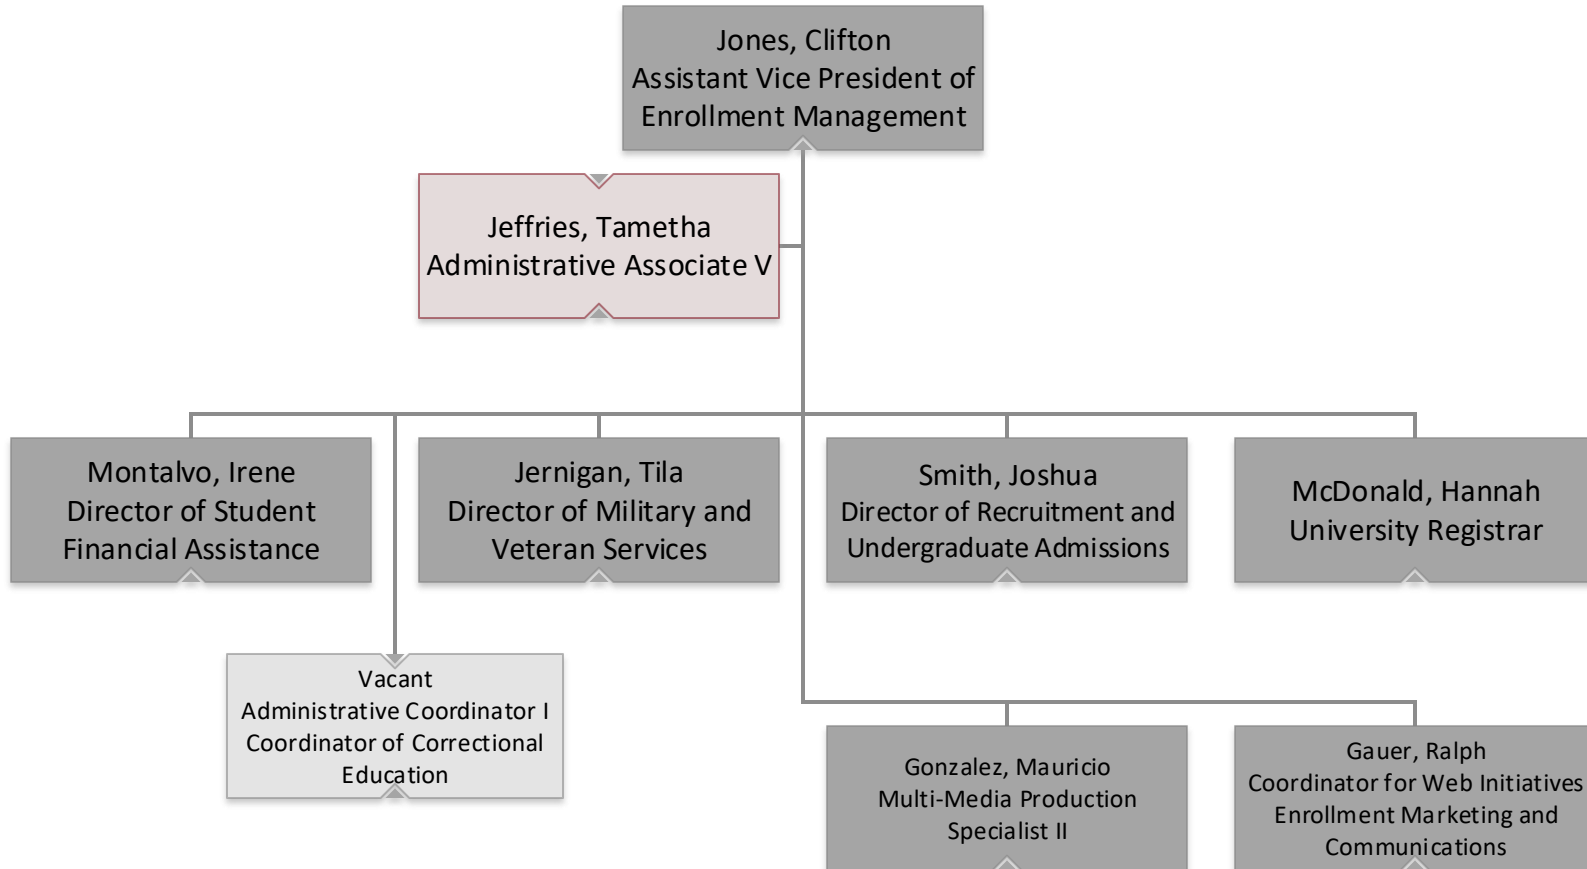 Jones, Clifton
Assistant Vice President of
Enrollment Management
Jeffries, Tametha
Administrative Associate V
Montalvo, Irene
Director of Student
Financial Assistance
Jernigan, Tila
Director of Military and
Veteran Services
Smith, Joshua
Director of Recruitment and
Undergraduate Admissions
McDonald, Hannah
University Registrar
Vacant
Administrative Coordinator I
Coordinator of Correctional
Education
Gonzalez, Mauricio
Multi-Media Production
Specialist II
Gauer, Ralph
Coordinator for Web Initiatives
Enrollment Marketing and
Communications